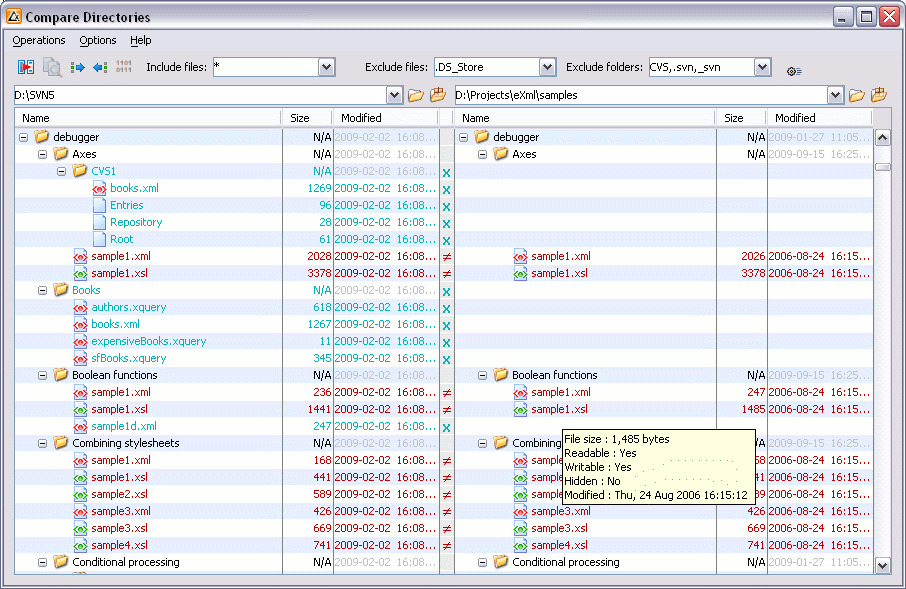 Compare Directories
Operations Options Help
1101 0111 Include files: * Exclude files: .DS_Store Exclude folders: CVS,.svn,_svn
D:\SVN5 D:\Projects\eXml\samples
Name Size Modified Name Size Modified
debugger N/A 2009-02-02 16:08... debugger N/A 2009-01-27 11:05...
Axes N/A 2009-02-02 16:08... Axes N/A 2009-09-15 16:25...
CVS1 N/A 2009-02-02 16:08... x
books.xml 1269 2009-02-02 16:08... x
Entries 96 2009-02-02 16:08... x
Repository 28 2009-02-02 16:08... x
Root 61 2009-02-02 16:08... x
sample1.xml 2028 2009-02-02 16:08... ≠ sample1.xml 2026 2006-08-24 16:15...
sample1.xsl 3378 2009-02-02 16:08... ≠ sample1.xsl 3378 2006-08-24 16:15...
Books N/A 2009-02-02 16:08... x
authors.xquery 618 2009-02-02 16:08... x
books.xml 1267 2009-02-02 16:08... x
expensiveBooks.xquery 11 2009-02-02 16:08... x
sfBooks.xquery 345 2009-02-02 16:08... x
Boolean functions N/A 2009-02-02 16:08... Boolean functions N/A 2009-09-15 16:25...
sample1.xml 236 2009-02-02 16:08... ≠ sample1.xml 247 2006-08-24 16:15...
sample1.xsl 1441 2009-02-02 16:08... ≠ sample1.xsl 1485 2006-08-24 16:15...
sample1d.xml 247 2009-02-02 16:08... x
Combining stylesheets N/A 2009-02-02 16:08... Combining /A 2009-09-15 16:25...
sample1.xml 168 2009-02-02 16:08... ≠ sample 68 2006-08-24 16:15...
sample1.xsl 441 2009-02-02 16:08... ≠ sample 41 2006-08-24 16:15...
sample2.xsl 589 2009-02-02 16:08... ≠ sample 89 2006-08-24 16:15...
sample3.xml 426 2009-02-02 16:08... ≠ sample3.xml 426 2006-08-24 16:15...
sample3.xsl 669 2009-02-02 16:08... ≠ sample3.xsl 669 2006-08-24 16:15...
sample4.xsl 741 2009-02-02 16:08... ≠ sample4.xsl 741 2006-08-24 16:15...
Conditional processing N/A 2009-02-02 16:08... Conditional processing N/A 2009-01-27 11:05...
File size : 1,485 bytes
Readable : Yes
Writable : Yes
Hidden : No
Modified : Thu, 24 Aug 2006 16:15:12